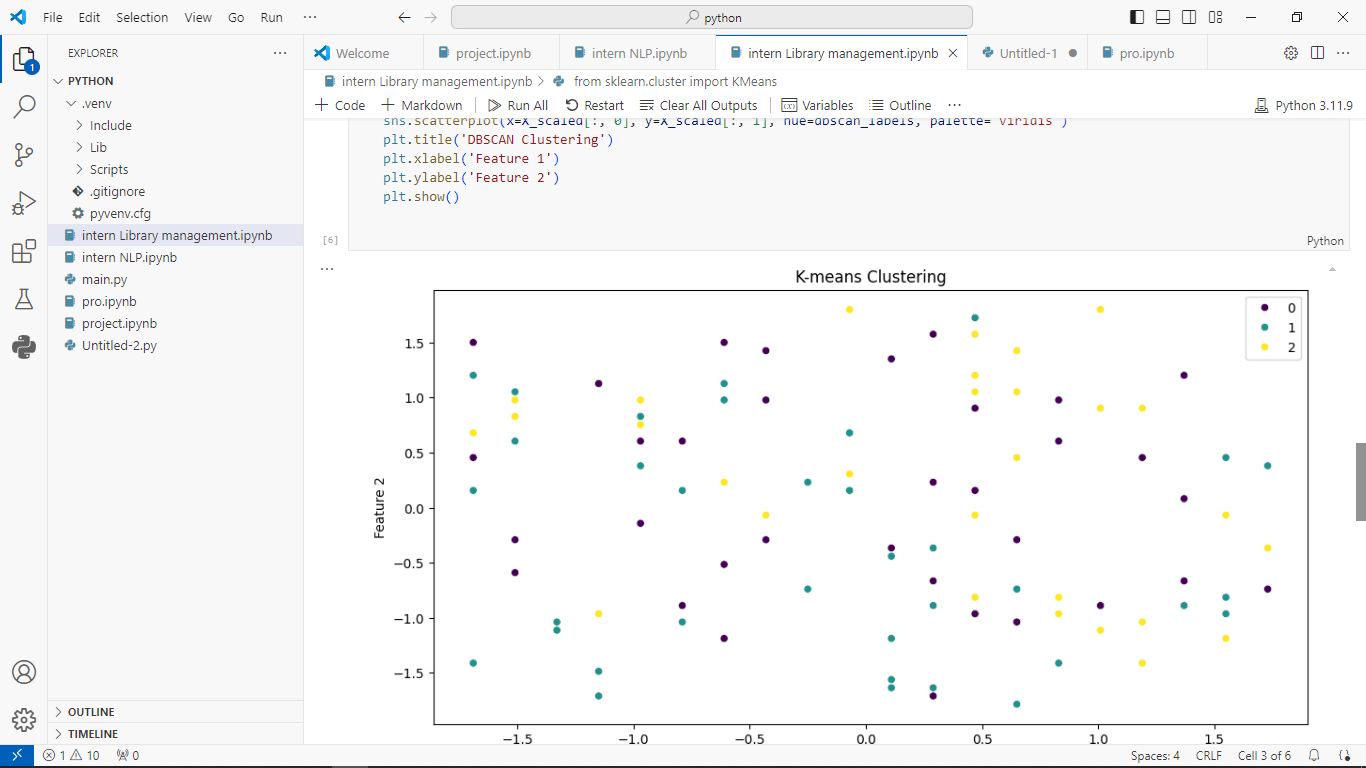 File Edit Selection View Go Run ··· python
EXPLORER ···
PYTHON
.venv
Include
Lib
Scripts
.gitignore
pyvenv.cfg
intern Library management.ipynb
intern NLP.ipynb
main.py
pro.ipynb
project.ipynb
Untitled-2.py
OUTLINE
TIMELINE
1
Welcome project.ipynb intern NLP.ipynb intern Library management.ipynb Untitled-1 pro.ipynb
intern Library management.ipynb > from sklearn.cluster import KMeans
+ Code + Markdown Run All Restart Clear All Outputs Variables Outline ··· Python 3.11.9
sns.scatterplot(x=X_scaled[:, 0], y=X_scaled[:, 1], hue=dbscan_labels, palette='viridis')
plt.title('DBSCAN Clustering')
plt.xlabel('Feature 1')
plt.ylabel('Feature 2')
plt.show()
[6] Python
···
K-means Clustering
0
1
2
Feature 2
1.5
1.0
0.5
0.0
−0.5
−1.0
−1.5
−1.5 −1.0 −0.5 0.0 0.5 1.0 1.5
1 10 0 Spaces: 4 CRLF Cell 3 of 6